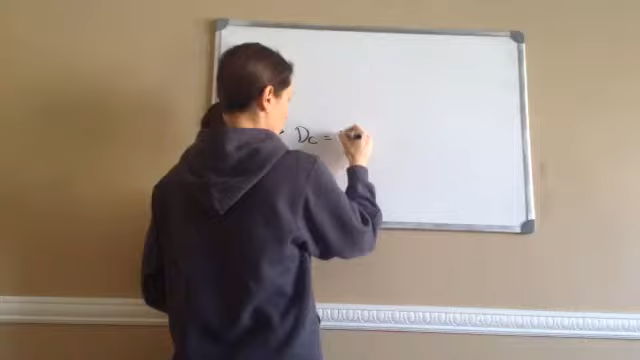 Dc =